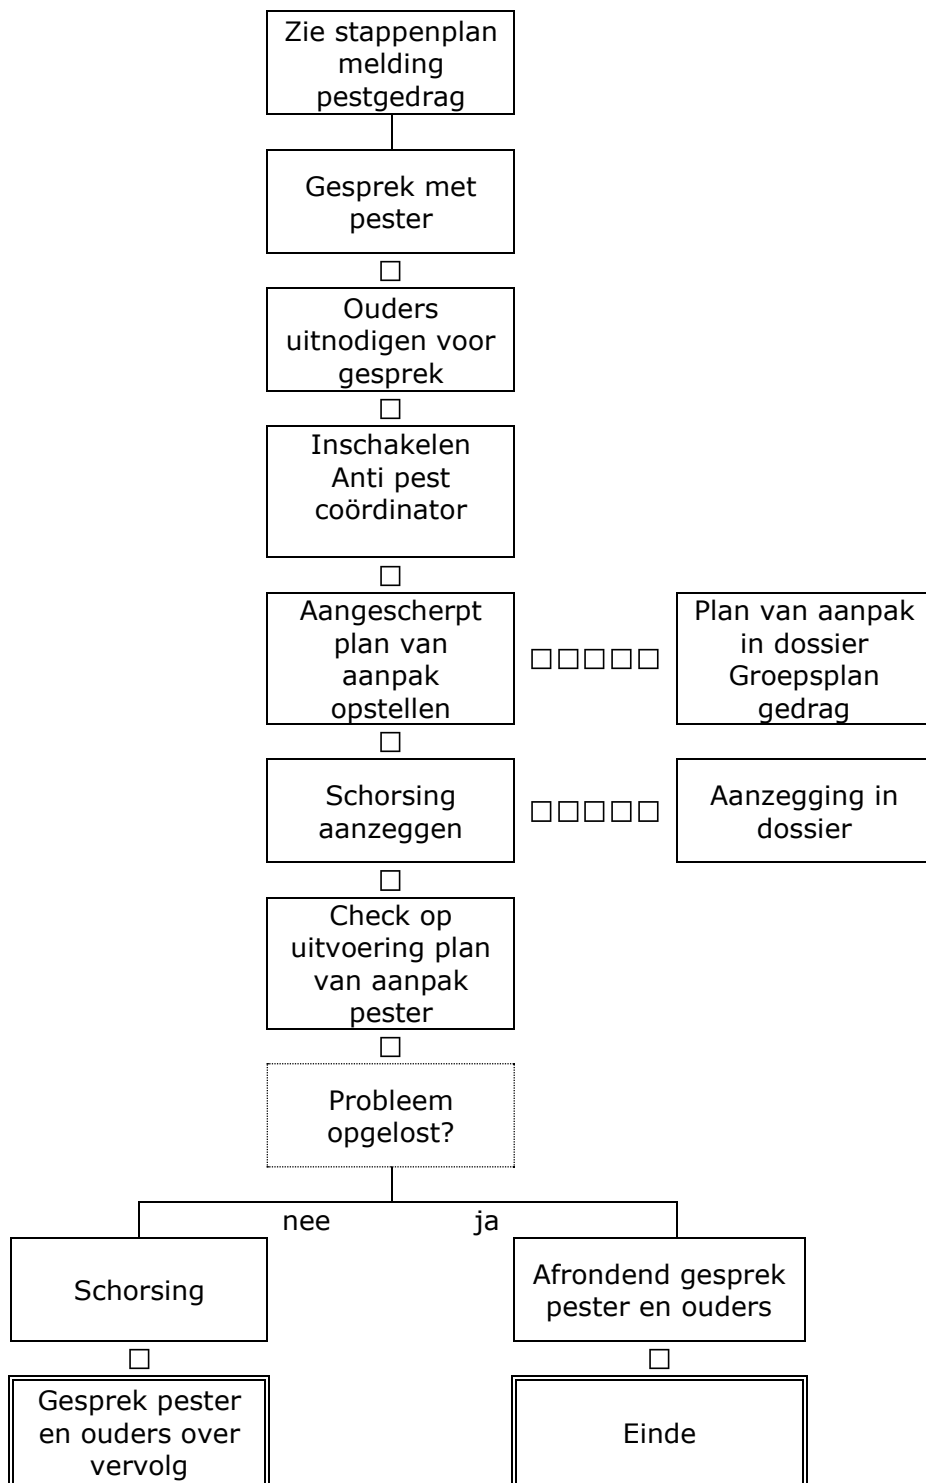 Zie stappenplan
melding
pestgedrag
Gesprek met
pester
Ouders
uitnodigen voor
gesprek
Inschakelen
Anti pest
coördinator
Aangescherpt
plan van
aanpak
opstellen
Plan van aanpak
in dossier
Groepsplan
gedrag
Schorsing
aanzeggen
Aanzegging in
dossier
Check op
uitvoering plan
van aanpak
pester
Probleem
opgelost?
nee
ja
Schorsing
Afrondend gesprek
pester en ouders
Gesprek pester
en ouders over
vervolg
Einde